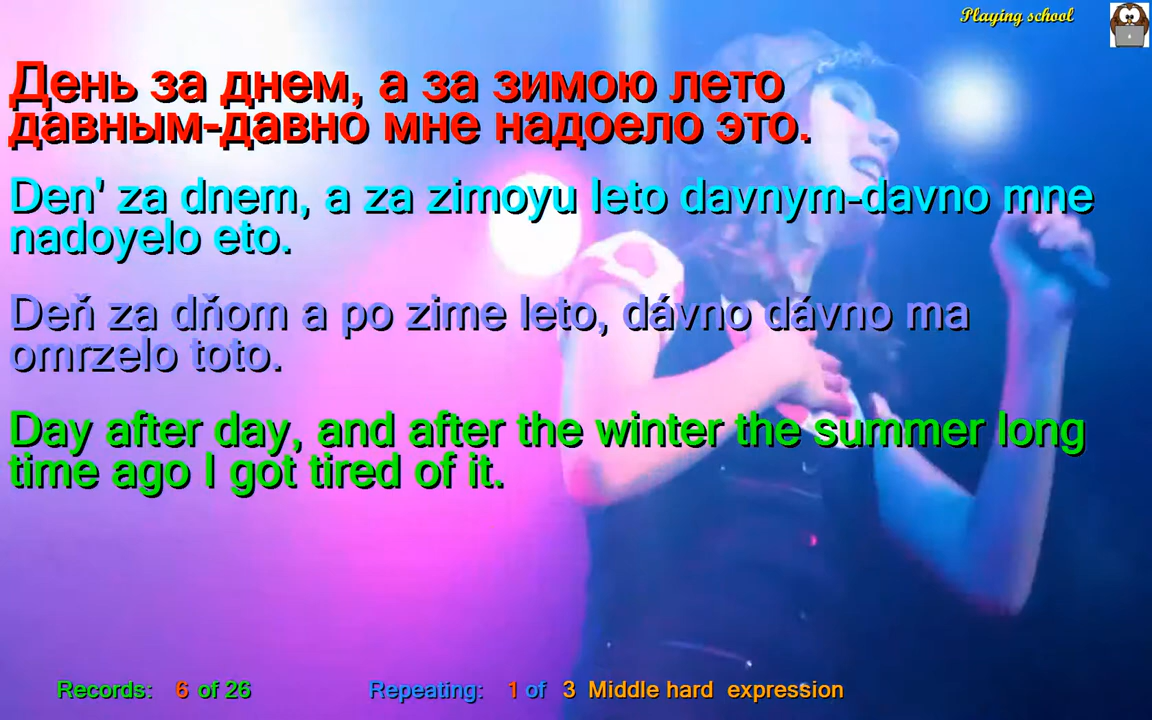 Playing school
День за днем, а за зимою лето
давным-давно мне надоело это.
Den' za dnem, a za zimoyu leto davnym-davno mne
nadoyelo eto.
Deň za dňom a po zime leto, dávno dávno ma
omrzelo toto.
Day after day, and after the winter the summer long
time ago I got tired of it.
Records: 6 of 26 Repeating: 1 of 3 Middle hard expression